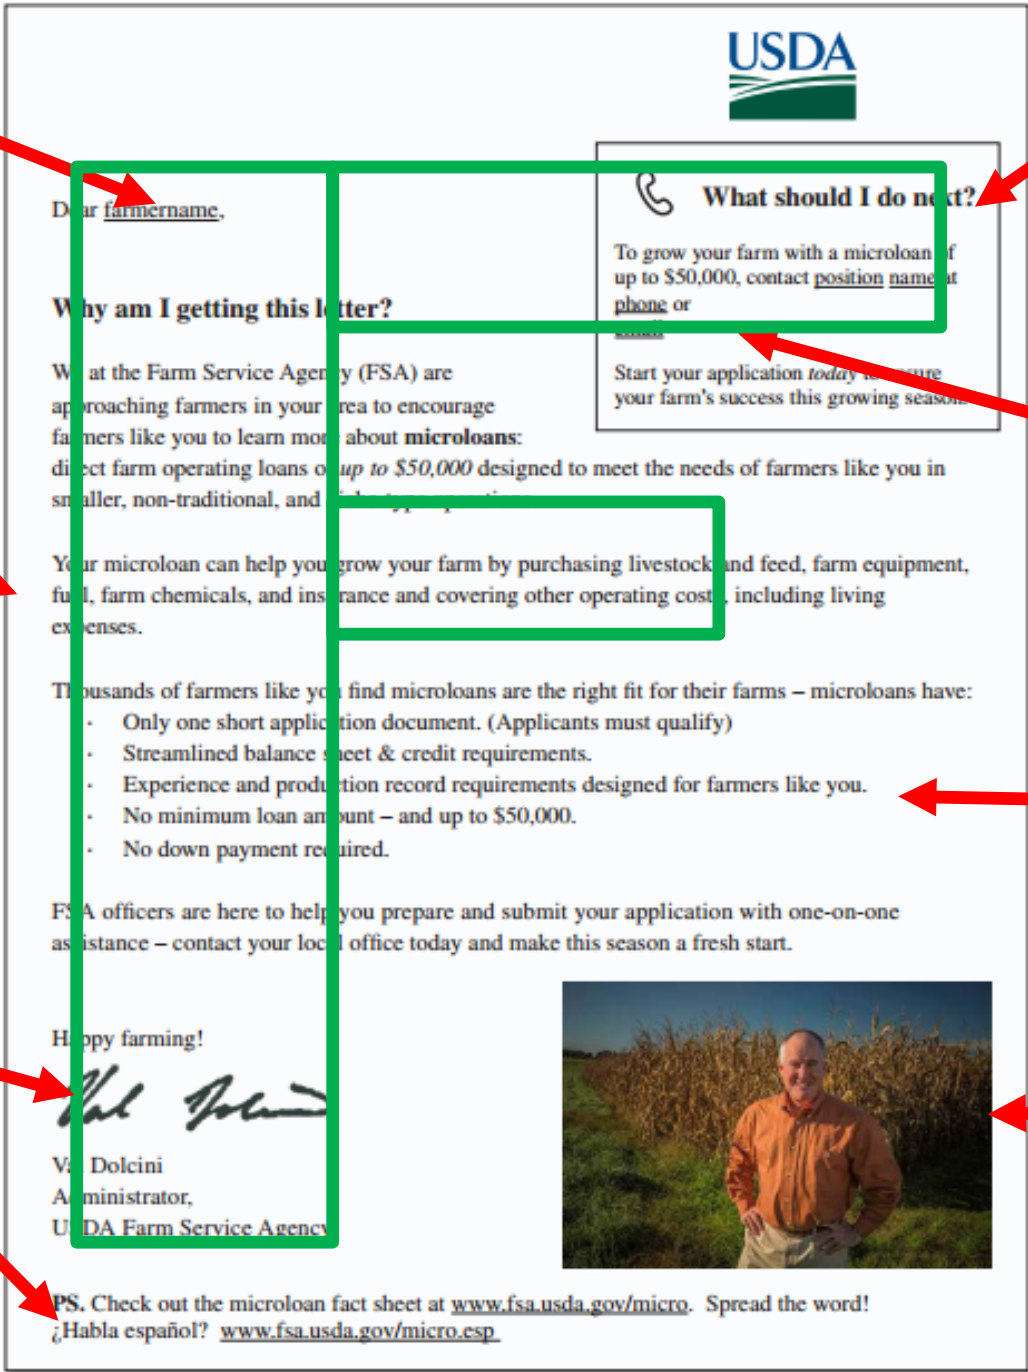 USDA
Dear farmername,
What should I do next?
To grow your farm with a microloan of
up to $50,000, contact position name at
phone or
Start your application today to ensure
your farm's success this growing season.
Why am I getting this letter?
We at the Farm Service Agency (FSA) are
approaching farmers in your area to encourage
farmers like you to learn more about microloans:
direct farm operating loans of up to $50,000 designed to meet the needs of farmers like you in
smaller, non-traditional, and
Your microloan can help you grow your farm by purchasing livestock and feed, farm equipment,
fuel, farm chemicals, and insurance and covering other operating costs, including living
expenses.
Thousands of farmers like you find microloans are the right fit for their farms – microloans have:
· Only one short application document. (Applicants must qualify)
· Streamlined balance sheet & credit requirements.
· Experience and production record requirements designed for farmers like you.
· No minimum loan amount – and up to $50,000.
· No down payment required.
FSA officers are here to help you prepare and submit your application with one-on-one
assistance – contact your local office today and make this season a fresh start.
Happy farming!
Val Dolcini
Val Dolcini
Administrator,
USDA Farm Service Agency
PS. Check out the microloan fact sheet at www.fsa.usda.gov/micro. Spread the word!
¿Habla español? www.fsa.usda.gov/micro.esp